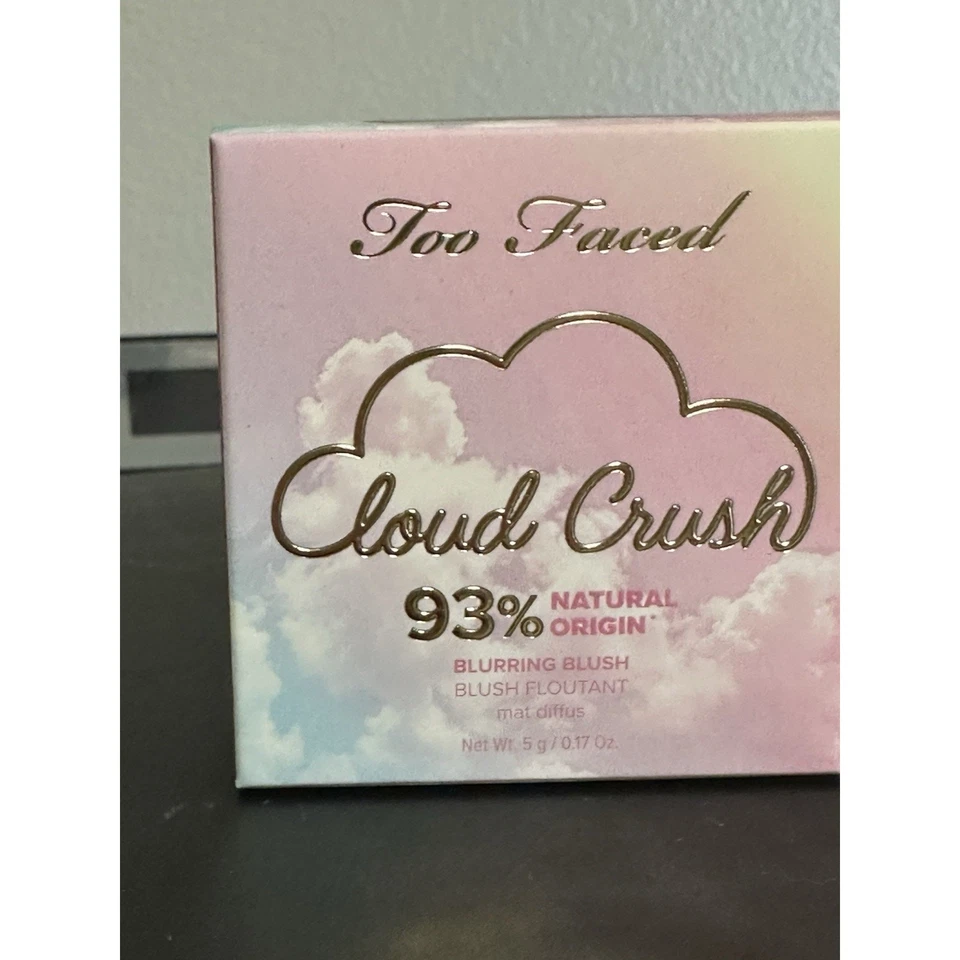 Too Faced
Cloud Crush
93% NATURAL
ORIGIN*
BLURRING BLUSH
BLUSH FLOUTANT
mat diffus
Net Wt. 5 g / 0.17 Oz.